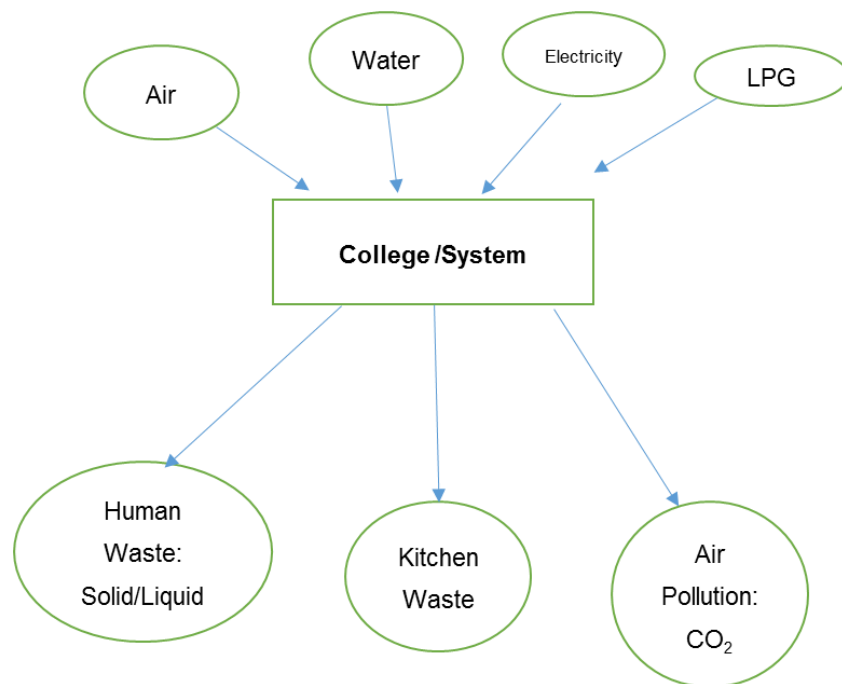 Air
Water
Electricity
LPG
College/System
Human
Waste:
Solid/Liquid
Kitchen
Waste
Air
Pollution:
CO₂